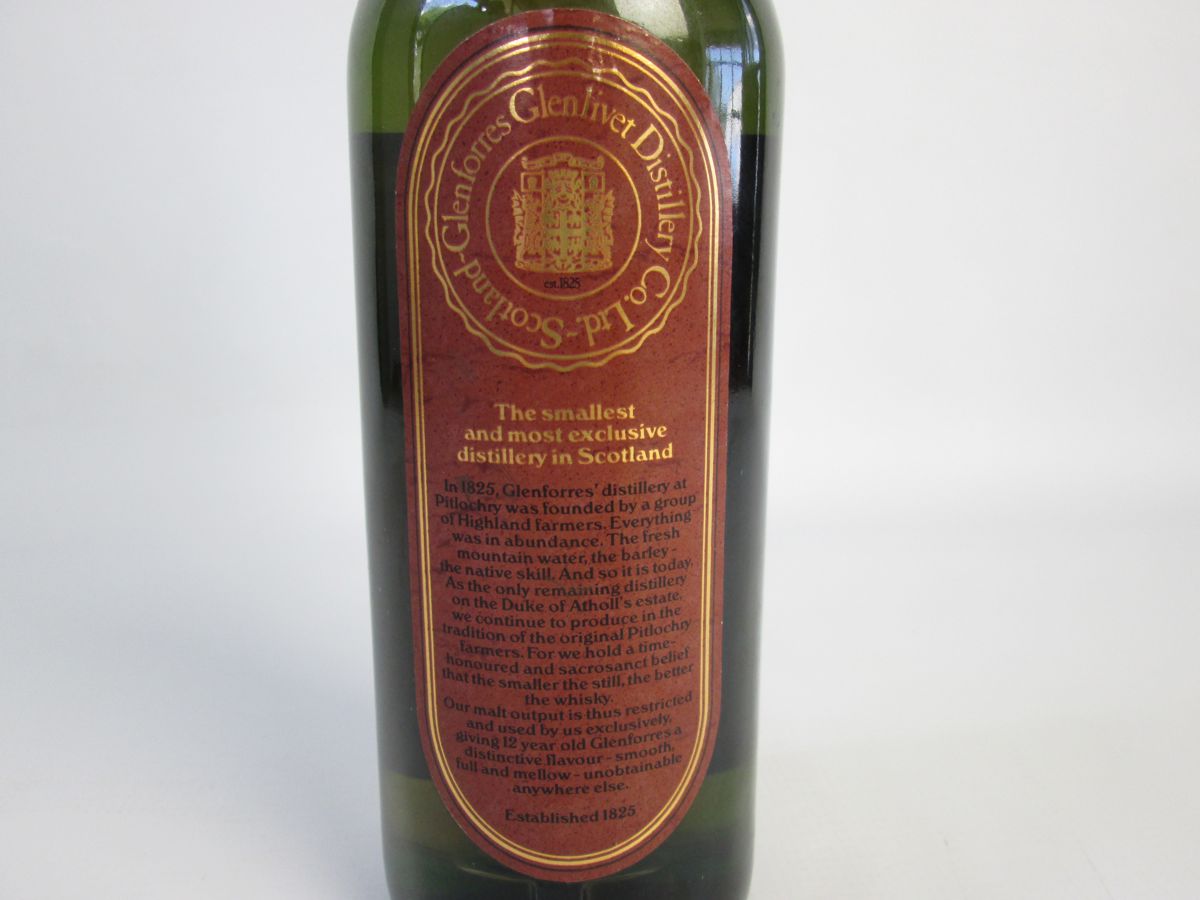 Glenforres Glenlivet Distillery Co. Ltd. - Scotland -
est. 1825
The smallest
and most exclusive
distillery in Scotland
In 1825, Glenforres' distillery at
Pitlochry was founded by a group
of Highland farmers. Everything
was in abundance. The fresh
mountain water, the barley -
the native skill. And so it is today.
As the only remaining distillery
on the Duke of Atholl's estate,
we continue to produce in the
tradition of the original Pitlochry
farmers. For we hold a time-
honoured and sacrosanct belief
that the smaller the still, the better
the whisky.
Our malt output is thus restricted
and used by us exclusively,
giving 12 year old Glenforres a
distinctive flavour - smooth,
full and mellow - unobtainable
anywhere else.
Established 1825